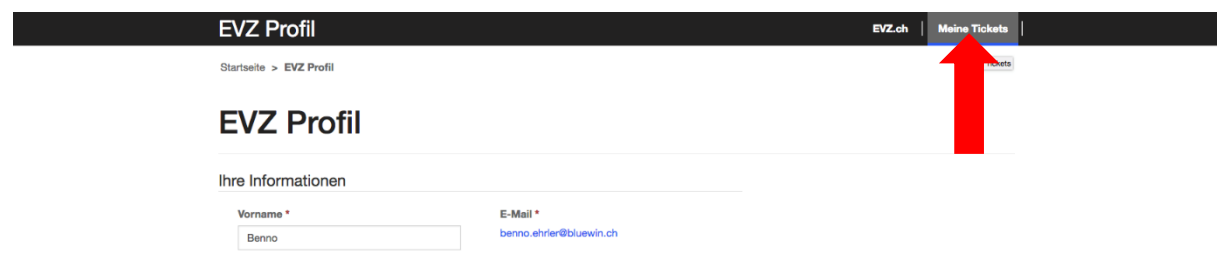 EVZ Profil
EVZ.ch | Meine Tickets |
Startseite > EVZ Profil
Tickets
EVZ Profil
Ihre Informationen
Vorname * E-Mail *
Benno benno.ehrler@bluewin.ch